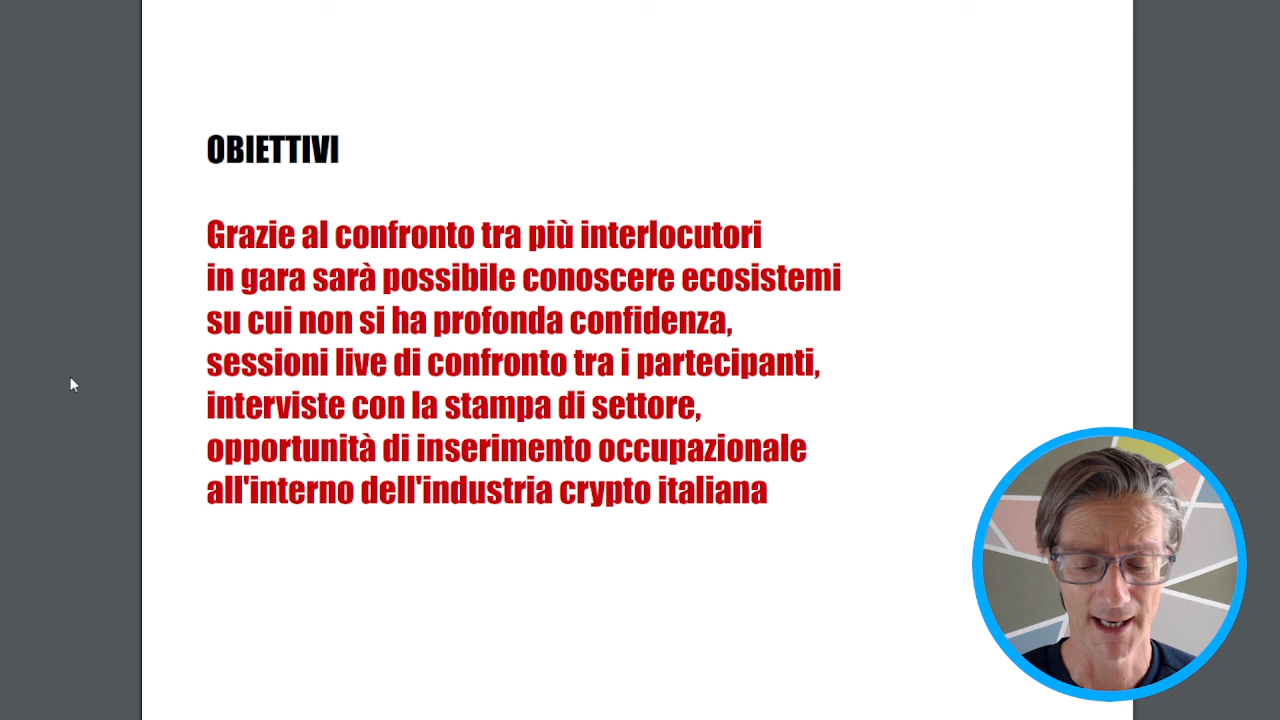 OBIETTIVI
Grazie al confronto tra più interlocutori
in gara sarà possibile conoscere ecosistemi
su cui non si ha profonda confidenza,
sessioni live di confronto tra i partecipanti,
interviste con la stampa di settore,
opportunità di inserimento occupazionale
all'interno dell'industria crypto italiana